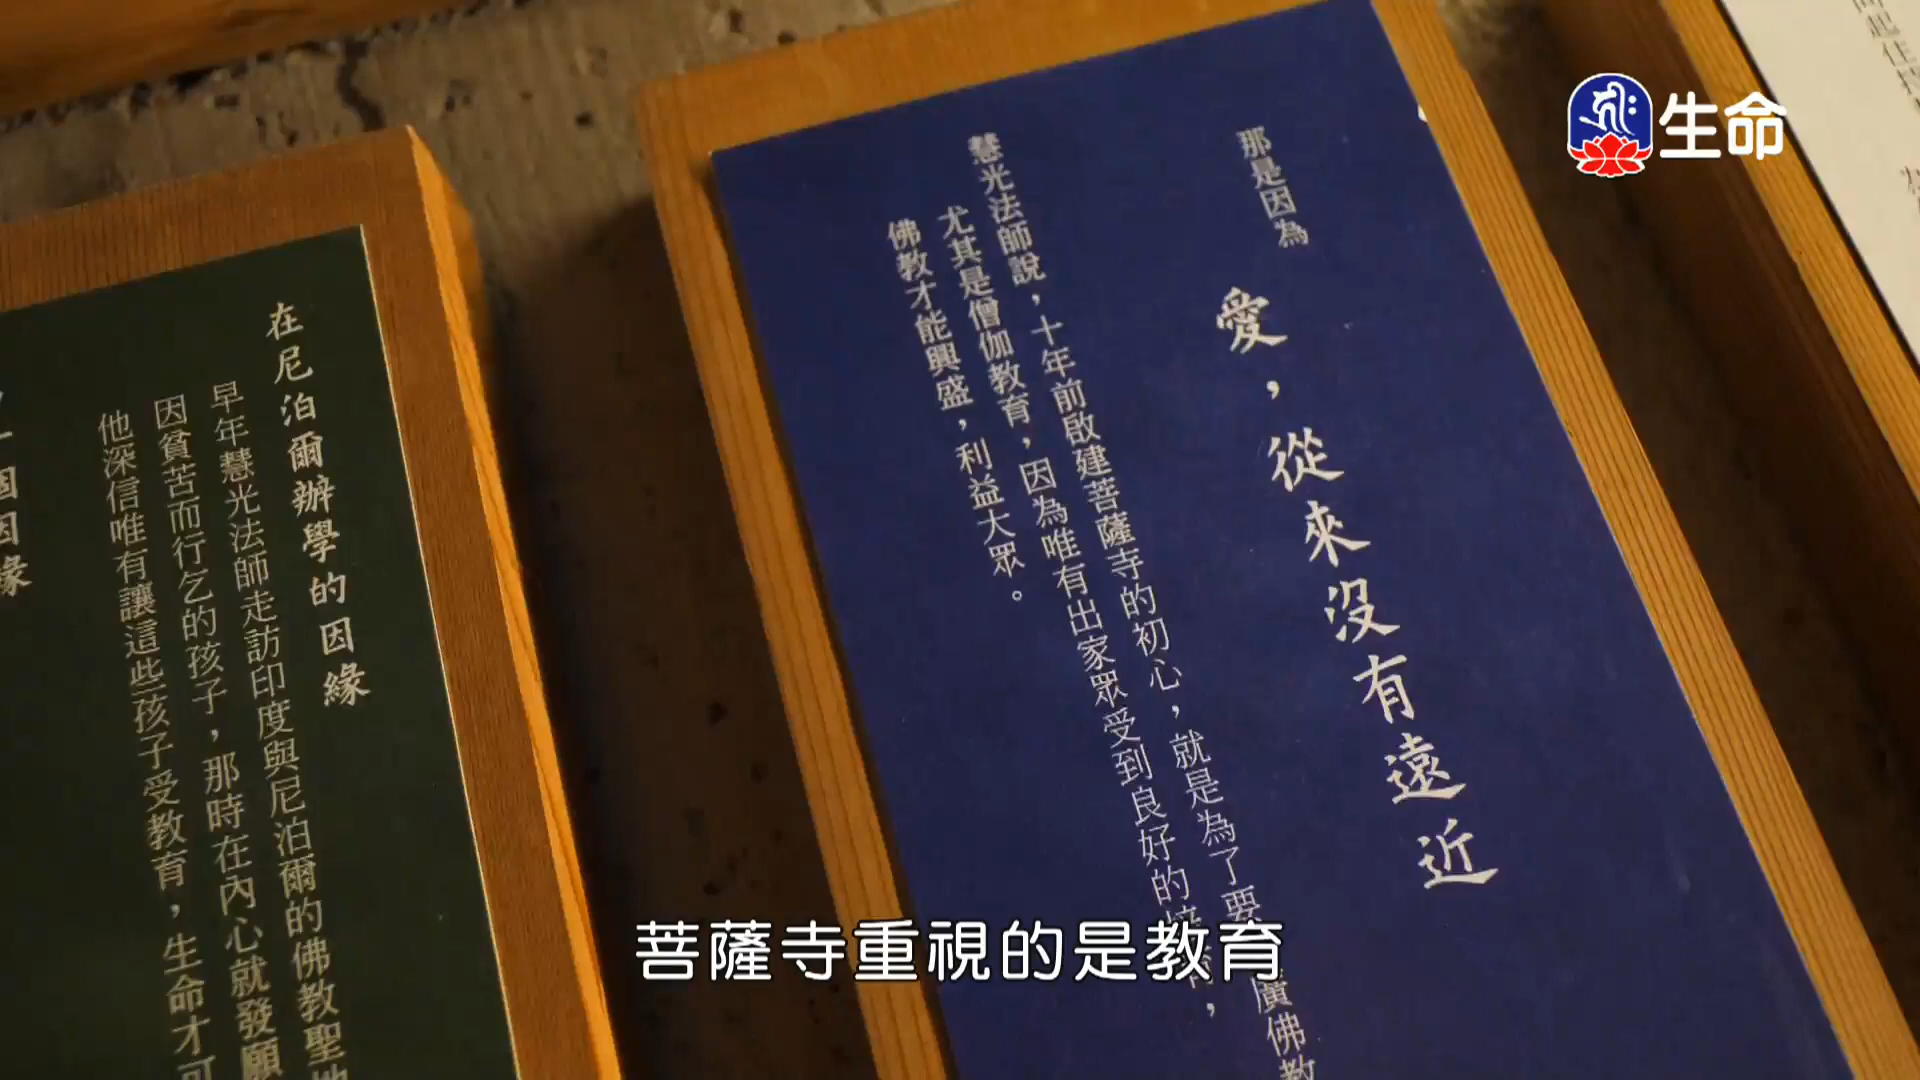 生命
那是因為
愛，從來沒有遠近
慧光法師說，十年前啟建菩薩寺的初心，就是為了要 廣佛教
尤其是僧伽教育，因為唯有出家眾受到良好的
佛教才能興盛，利益大眾。
在尼泊爾辦學的因緣
早年慧光法師走訪印度與尼泊爾的佛教聖地
因貧苦而行乞的孩子，那時在內心就發願
他深信唯有讓這些孩子受教育，生命才可
因緣
菩薩寺重視的是教育